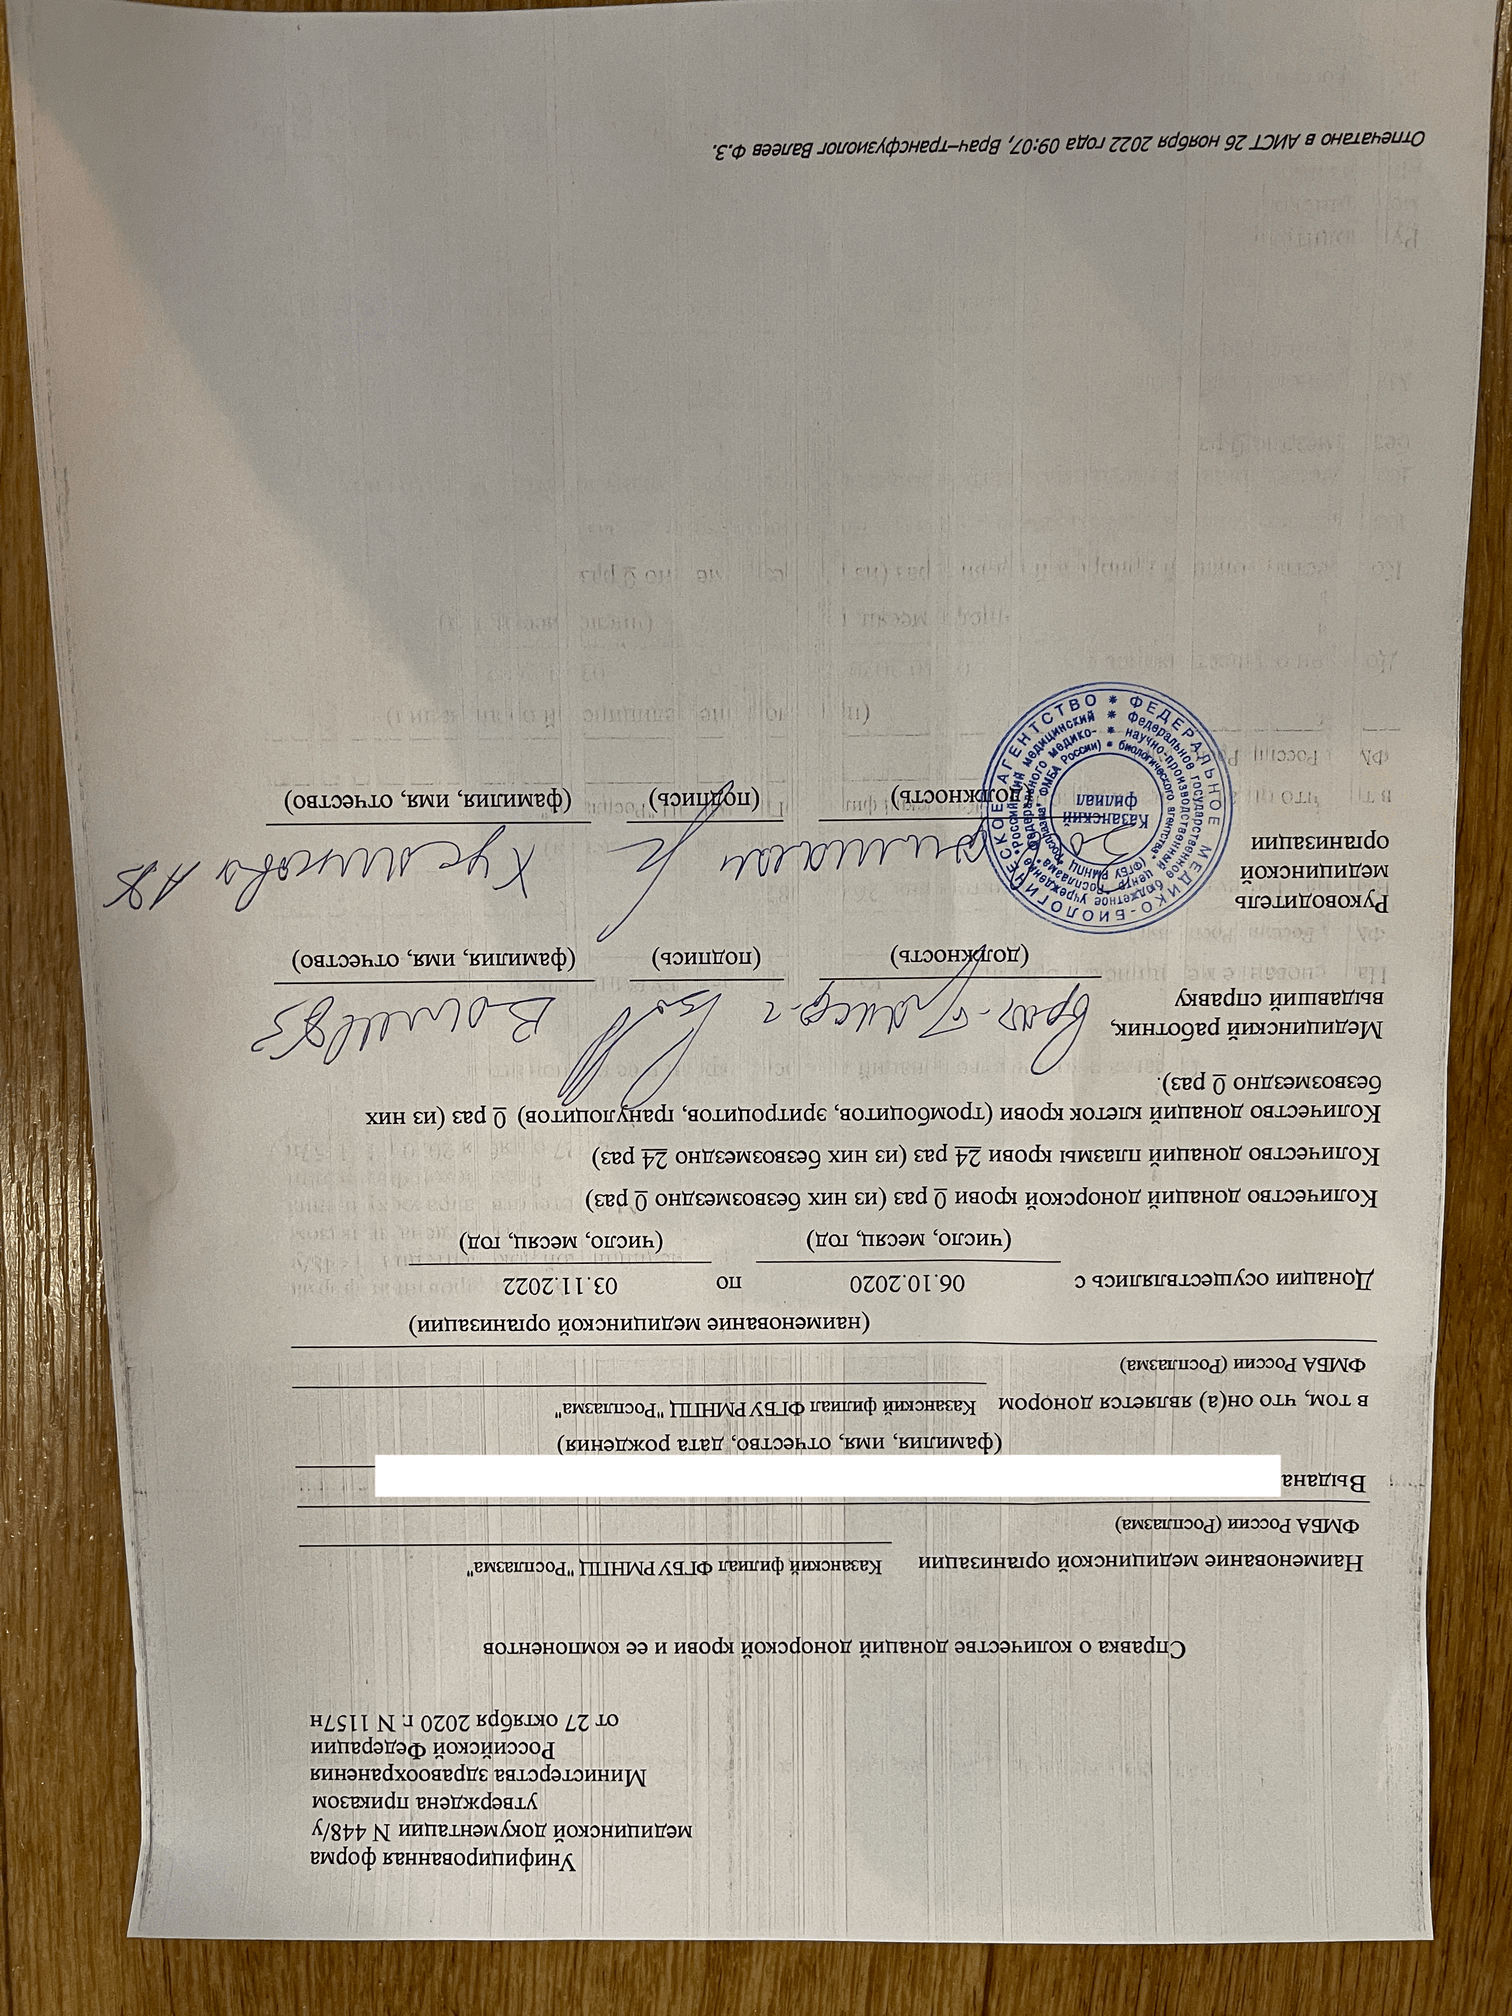 Унифицированная форма
медицинской документации N 448/у
утверждена приказом
Министерства здравоохранения
Российской Федерации
от 27 октября 2020 г. N 1157н
Справка о количестве донаций донорской крови и ее компонентов
Наименование медицинской организации Казанский филиал ФГБУ РМНПЦ "Росплазма"
ФМБА России (Росплазма)
Выдана
(фамилия, имя, отчество, дата рождения)
в том, что он(а) является донором Казанский филиал ФГБУ РМНПЦ "Росплазма"
ФМБА России (Росплазма)
(наименование медицинской организации)
Донации осуществлялись с 06.10.2020 по 03.11.2022
(число, месяц, год) (число, месяц, год)
Количество донаций донорской крови 0 раз (из них безвозмездно 0 раз)
Количество донаций плазмы крови 24 раз (из них безвозмездно 24 раз)
Количество донаций клеток крови (тромбоцитов, эритроцитов, гранулоцитов) 0 раз (из них
безвозмездно 0 раз).
Медицинский работник,
выдавший справку Валеев Ф.З
(должность) (подпись) (фамилия, имя, отчество)
Руководитель
медицинской
организации
(должность) (подпись) (фамилия, имя, отчество)
ФЕДЕРАЛЬНОЕ МЕДИКО-БИОЛОГИЧЕСКОЕ АГЕНТСТВО
Федеральное государственное бюджетное учреждение "Российский медицинский
научно-производственный центр "Росплазма" Федерального медико-
биологического агентства" (ФГБУ РМНПЦ "Росплазма" ФМБА России)
Казанский
филиал
Отпечатано в АИСТ 26 ноября 2022 года 09:07, Врач-трансфузиолог Валеев Ф.З.